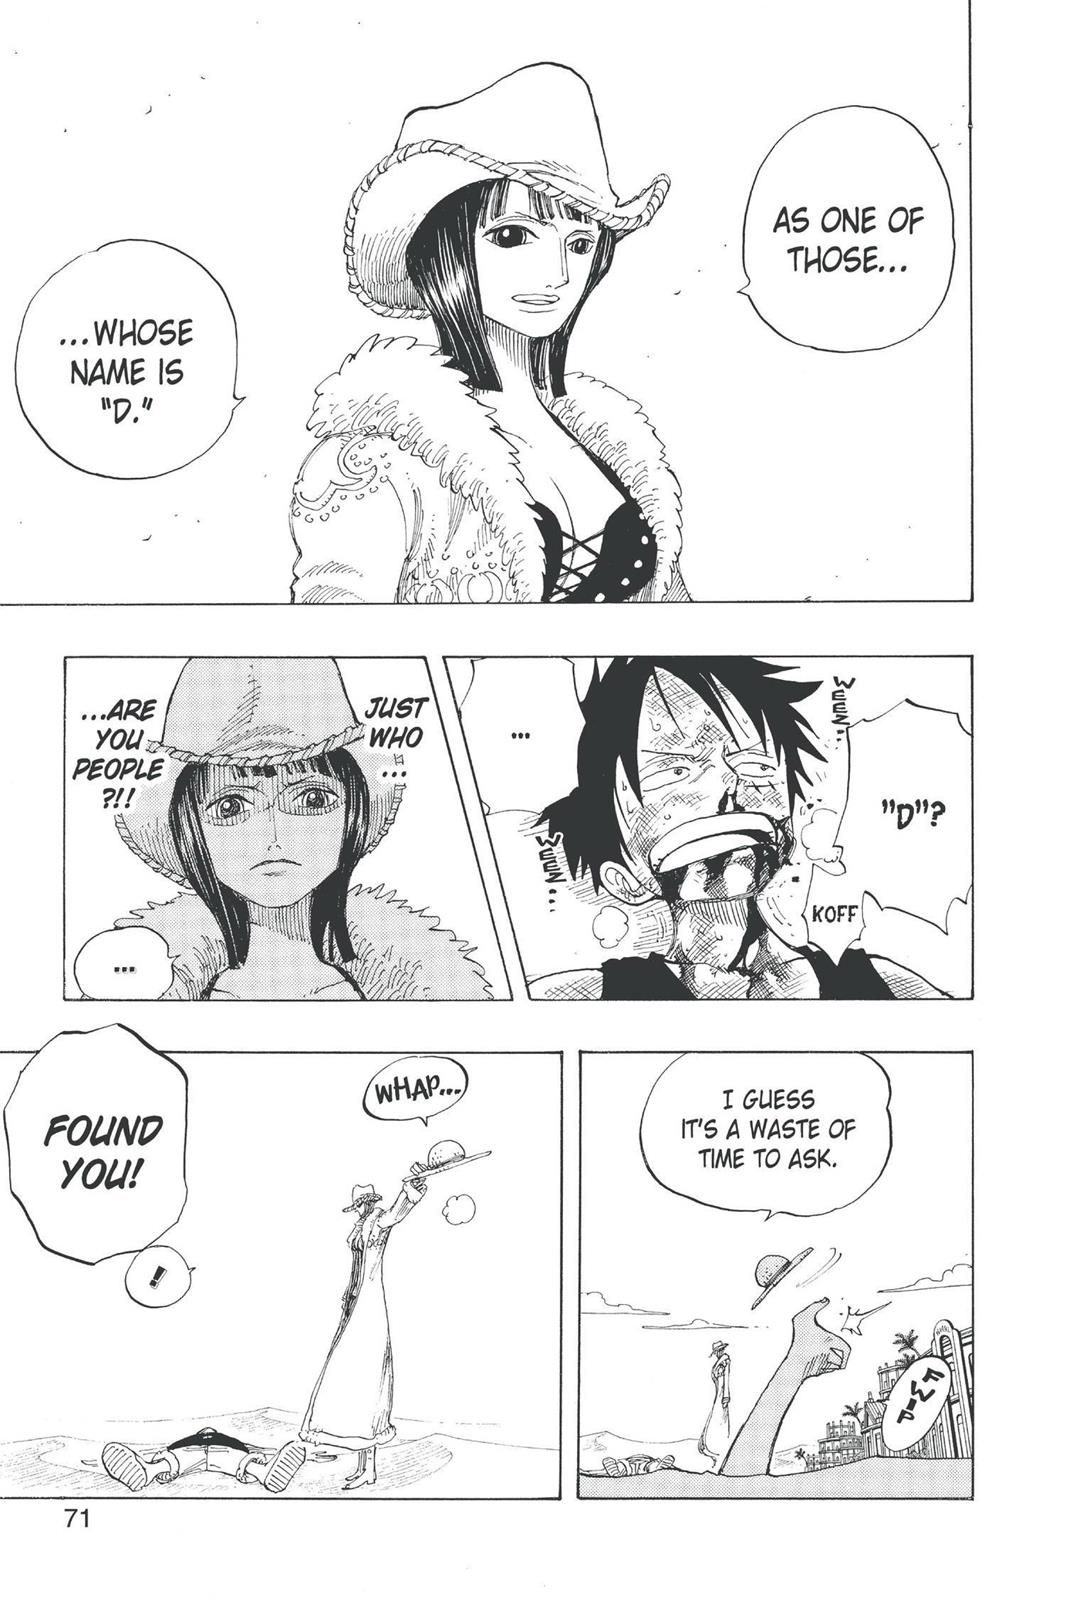 AS ONE OF
THOSE...
...WHOSE
NAME IS
"D."
WEEZ..
"D"?
KOFF
...
WEEZ...
JUST
WHO
...
...ARE
YOU
PEOPLE
?!!
...
I GUESS
IT'S A WASTE OF
TIME TO ASK.
FWIP
WHAP...
FOUND
YOU!
!
71